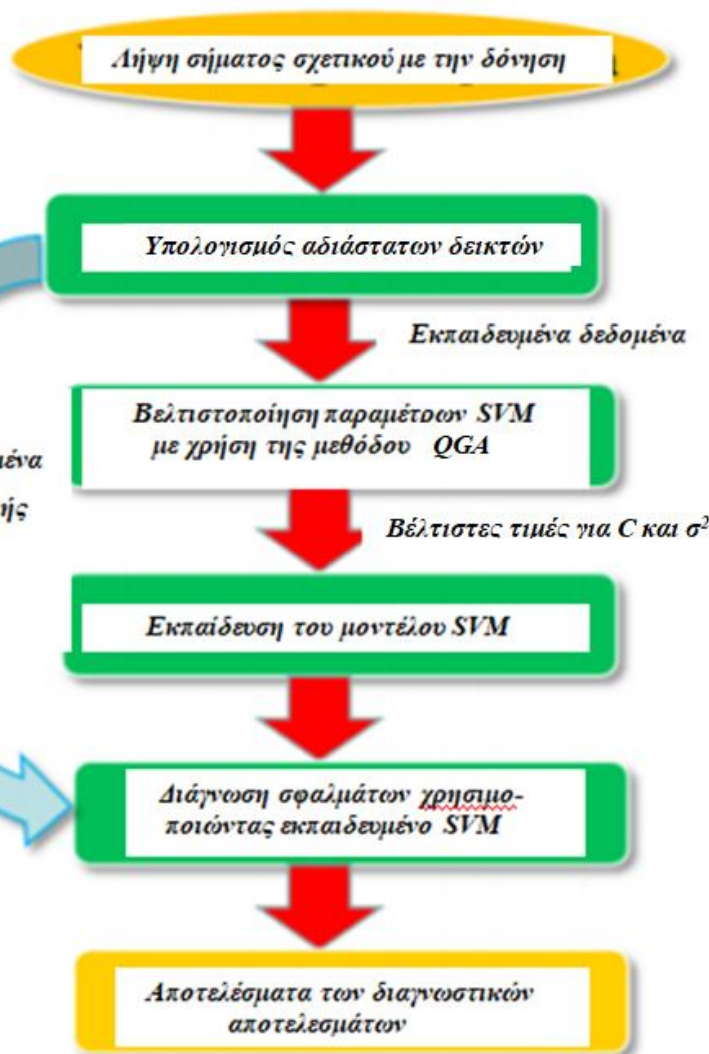 Λήψη σήματος σχετικού με την δόνηση
Υπολογισμός αδιάστατων δεικτών
Εκπαιδευμένα δεδομένα
Βελτιστοποίηση παραμέτρων SVM
με χρήση της μεθόδου QGA
Βέλτιστες τιμές για C και σ²
Εκπαίδευση του μοντέλου SVM
Διάγνωση σφαλμάτων χρησιμο-
ποιώντας εκπαιδευμένο SVM
Αποτελέσματα των διαγνωστικών
αποτελεσμάτων